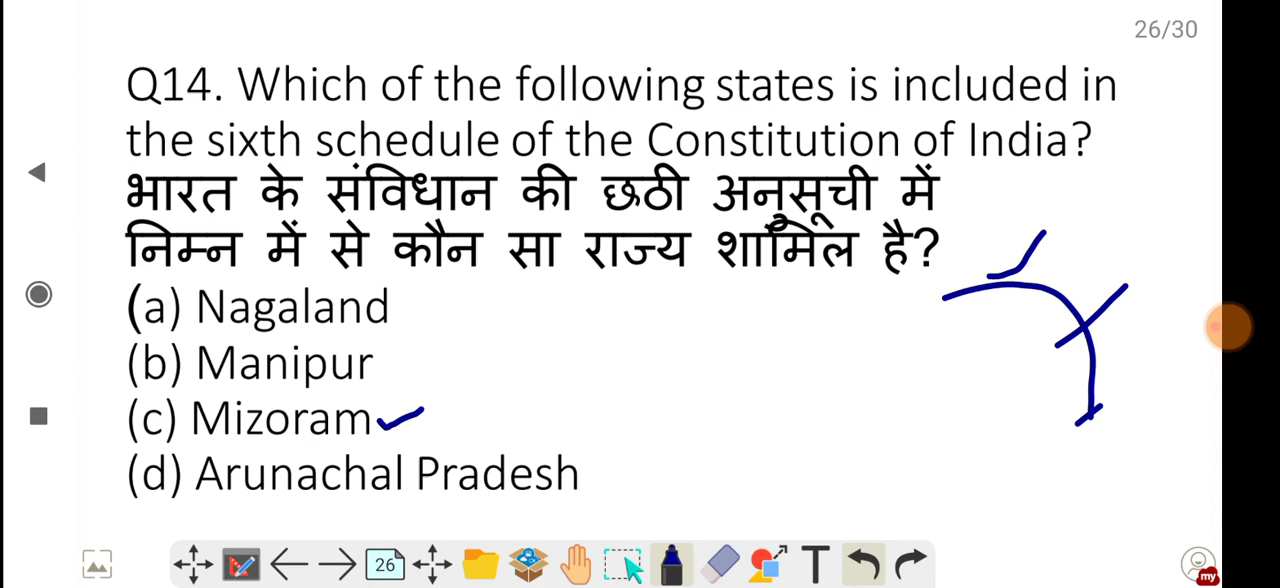 26/30
Q14. Which of the following states is included in
the sixth schedule of the Constitution of India?
भारत के संविधान की छठी अनुसूची में
निम्न में से कौन सा राज्य शामिल है?
(a) Nagaland
(b) Manipur
(c) Mizoram
(d) Arunachal Pradesh
26
T
my